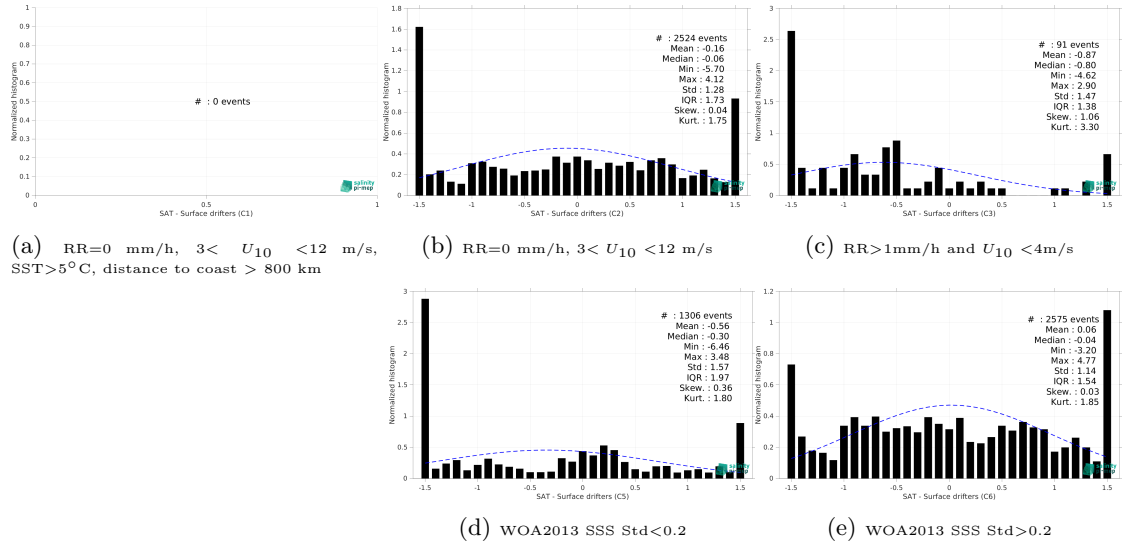 1
0.9
0.8
0.7
0.6
0.5
0.4
0.3
0.2
0.1
0
Normalized histogram
# : 0 events
salinity
pi-mep
0 0.5 1
SAT - Surface drifters (C1)
(a) RR=0 mm/h, 3< U10 <12 m/s,
SST>5°C, distance to coast > 800 km
1.8
1.6
1.4
1.2
1
0.8
0.6
0.4
0.2
0
Normalized histogram
# : 2524 events
Mean : -0.16
Median : -0.06
Min : -5.70
Max : 4.12
Std : 1.28
IQR : 1.73
Skew. : 0.04
Kurt. : 1.75
salinity
pi-mep
-1.5 -1 -0.5 0 0.5 1 1.5
SAT - Surface drifters (C2)
(b) RR=0 mm/h, 3< U10 <12 m/s
3
2.5
2
1.5
1
0.5
0
Normalized histogram
# : 91 events
Mean : -0.87
Median : -0.80
Min : -4.62
Max : 2.90
Std : 1.47
IQR : 1.38
Skew. : 1.06
Kurt. : 3.30
salinity
pi-mep
-1.5 -1 -0.5 0 0.5 1 1.5
SAT - Surface drifters (C3)
(c) RR>1mm/h and U10 <4m/s
3
2.5
2
1.5
1
0.5
0
Normalized histogram
# : 1306 events
Mean : -0.56
Median : -0.30
Min : -6.46
Max : 3.48
Std : 1.57
IQR : 1.97
Skew. : 0.36
Kurt. : 1.80
salinity
pi-mep
-1.5 -1 -0.5 0 0.5 1 1.5
SAT - Surface drifters (C5)
(d) WOA2013 SSS Std<0.2
1.2
1
0.8
0.6
0.4
0.2
0
Normalized histogram
# : 2575 events
Mean : 0.06
Median : -0.04
Min : -3.20
Max : 4.77
Std : 1.14
IQR : 1.54
Skew. : 0.03
Kurt. : 1.85
salinity
pi-mep
-1.5 -1 -0.5 0 0.5 1 1.5
SAT - Surface drifters (C6)
(e) WOA2013 SSS Std>0.2